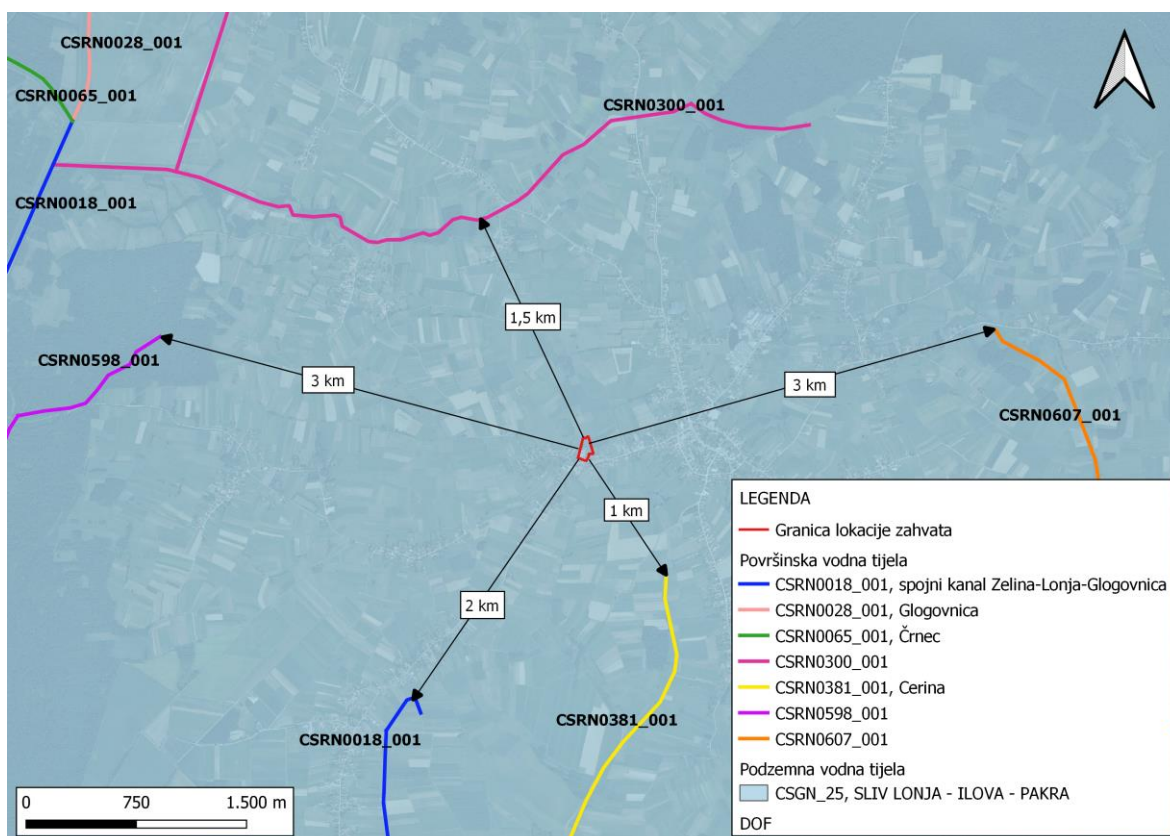 CSRN0028_001
CSRN0065_001
CSRN0300_001
CSRN0018_001
1,5 km
CSRN0598_001
3 km
3 km
CSRN0607_001
1 km
2 km
CSRN0018_001
CSRN0381_001
LEGENDA
Granica lokacije zahvata
Površinska vodna tijela
CSRN0018_001, spojni kanal Zelina-Lonja-Glogovnica
CSRN0028_001, Glogovnica
CSRN0065_001, Črnec
CSRN0300_001
CSRN0381_001, Cerina
CSRN0598_001
CSRN0607_001
Podzemna vodna tijela
CSGN_25, SLIV LONJA - ILOVA - PAKRA
DOF
0 750 1.500 m